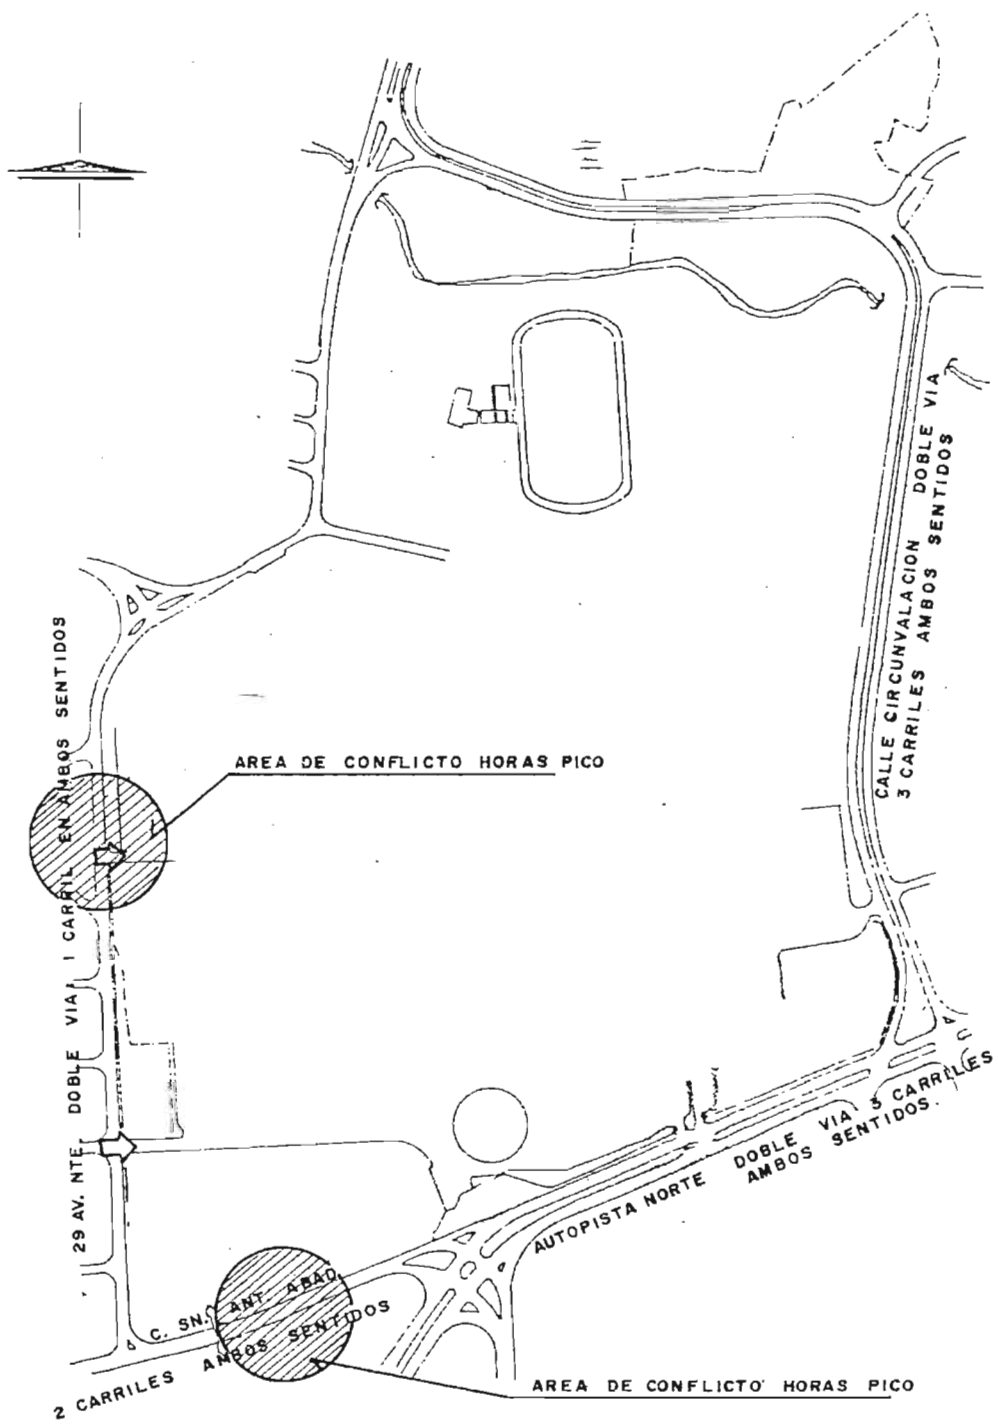 CALLE CIRCUNVALACION DOBLE VIA
3 CARRILES AMBOS SENTIDOS
AREA DE CONFLICTO HORAS PICO
29 AV. NTE. DOBLE VIA, 1 CARRIL EN AMBOS SENTIDOS
AUTOPISTA NORTE DOBLE VIA 3 CARRILES
AMBOS SENTIDOS.
C. SN. ANT. ABAD
2 CARRILES AMBOS SENTIDOS
AREA DE CONFLICTO HORAS PICO